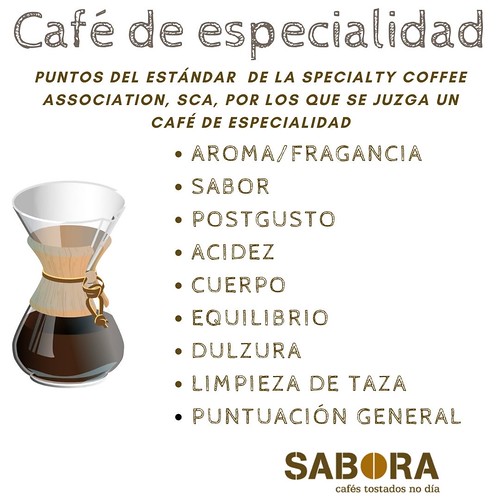 Café de especialidad
PUNTOS DEL ESTÁNDAR DE LA SPECIALTY COFFEE
ASSOCIATION, SCA, POR LOS QUE SE JUZGA UN
CAFÉ DE ESPECIALIDAD
• AROMA/FRAGANCIA
• SABOR
• POSTGUSTO
• ACIDEZ
• CUERPO
• EQUILIBRIO
• DULZURA
• LIMPIEZA DE TAZA
• PUNTUACIÓN GENERAL
SABORA
cafés tostados no día